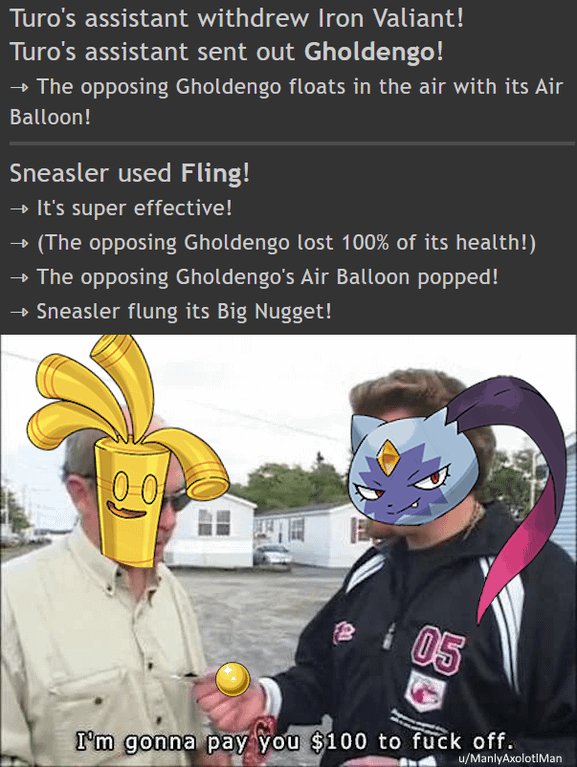 Turo's assistant withdrew Iron Valiant!
Turo's assistant sent out Gholdengo!
→ The opposing Gholdengo floats in the air with its Air
Balloon!
Sneasler used Fling!
→ It's super effective!
→ (The opposing Gholdengo lost 100% of its health!)
→ The opposing Gholdengo's Air Balloon popped!
→ Sneasler flung its Big Nugget!
05
I'm gonna pay you $100 to fuck off.
u/ManlyAxolotlMan